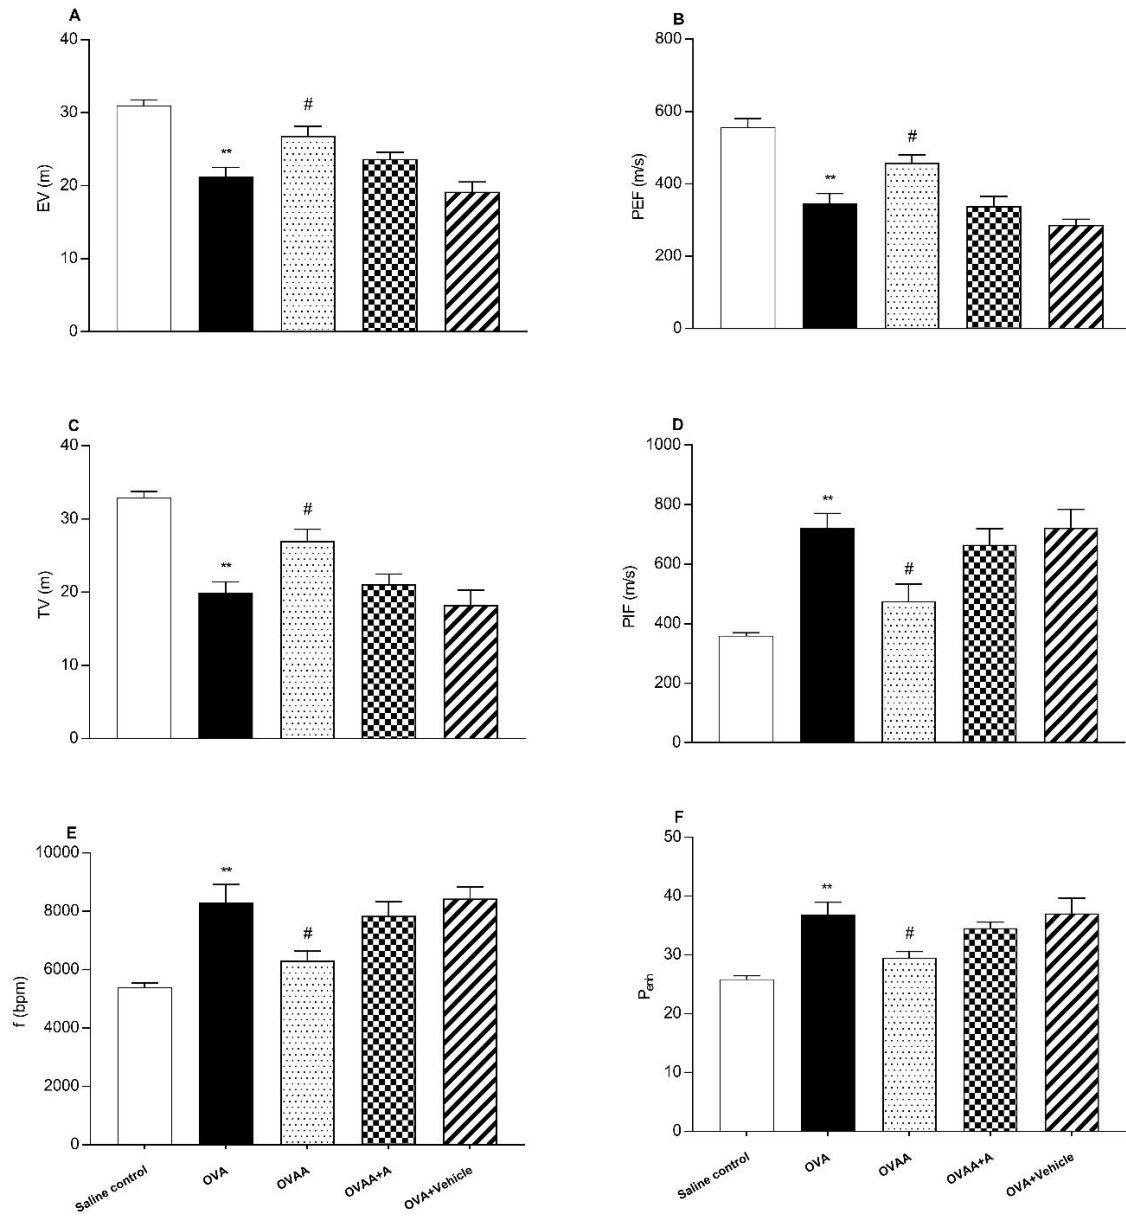 A
EV (m)
40
30
20
10
0
**
#
B
PEF (m/s)
800
600
400
200
0
**
#
C
TV (m)
40
30
20
10
0
**
#
D
PIF (m/s)
1000
800
600
400
200
0
**
#
E
f (bpm)
10000
8000
6000
4000
2000
0
**
#
Saline control
OVA
OVAA
OVAA+A
OVA+Vehicle
F
Penh
50
40
30
20
10
0
**
#
Saline control
OVA
OVAA
OVAA+A
OVA+Vehicle